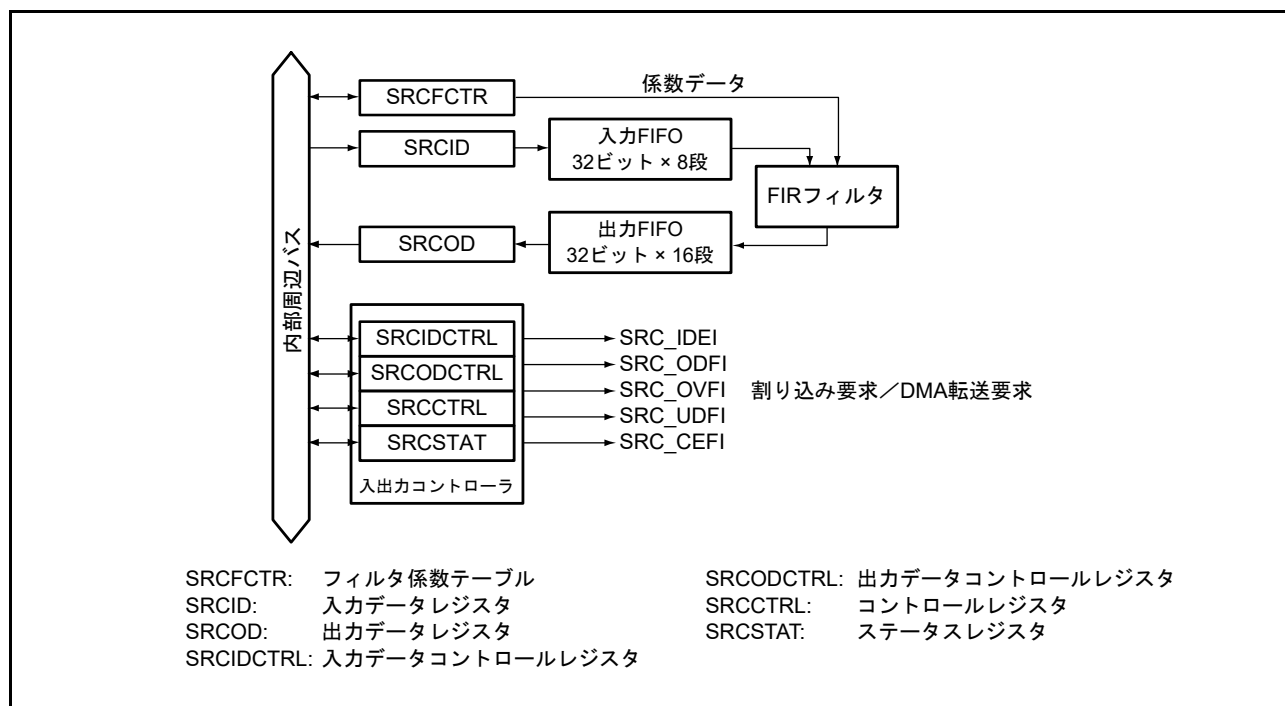 係数データ
SRCFCTR
SRCID
入力FIFO
32ビット × 8段
FIRフィルタ
SRCOD
出力FIFO
32ビット × 16段
内部周辺バス
SRCIDCTRL
SRCODCTRL
SRCCTRL
SRCSTAT
入出力コントローラ
SRC_IDEI
SRC_ODFI
SRC_OVFI
SRC_UDFI
SRC_CEFI
割り込み要求/DMA転送要求
SRCFCTR: フィルタ係数テーブル
SRCID: 入力データレジスタ
SRCOD: 出力データレジスタ
SRCIDCTRL: 入力データコントロールレジスタ
SRCODCTRL: 出力データコントロールレジスタ
SRCCTRL: コントロールレジスタ
SRCSTAT: ステータスレジスタ